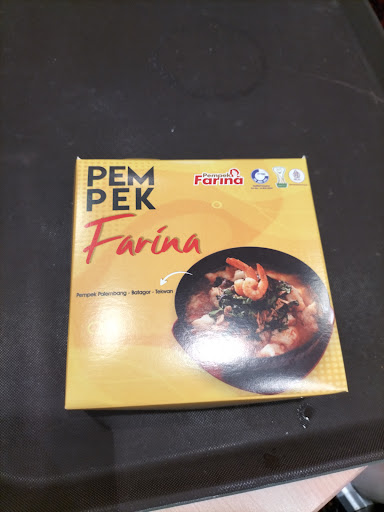 PEM
PEK
Farina
Pempek
Farina
Pempek Palembang - Batagor - Tekwan